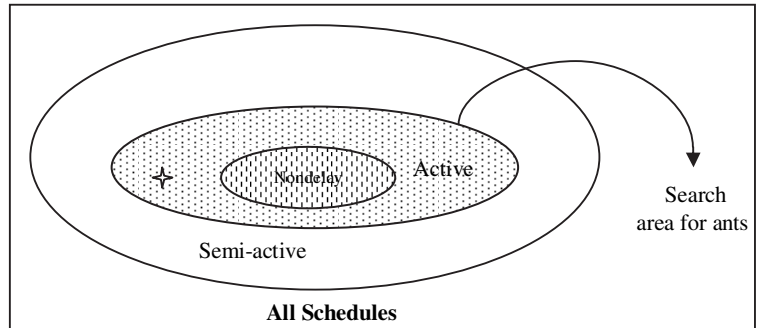 Nondelay
Active
Search
area for ants
Semi-active
All Schedules